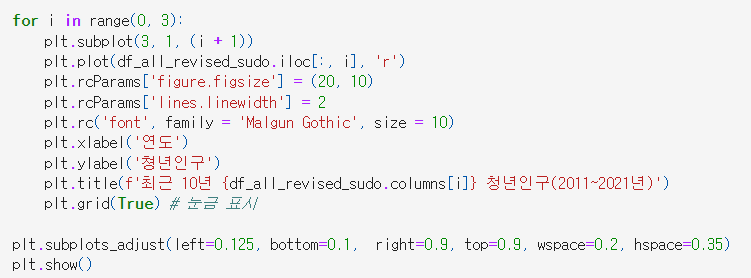 for i in range(0, 3):
    plt.subplot(3, 1, (i + 1))
    plt.plot(df_all_revised_sudo.iloc[:, i], 'r')
    plt.rcParams['figure.figsize'] = (20, 10)
    plt.rcParams['lines.linewidth'] = 2
    plt.rc('font', family = 'Malgun Gothic', size = 10)
    plt.xlabel('연도')
    plt.ylabel('청년인구')
    plt.title(f'최근 10년 {df_all_revised_sudo.columns[i]} 청년인구(2011~2021년)')
    plt.grid(True) # 눈금 표시
plt.subplots_adjust(left=0.125, bottom=0.1,  right=0.9, top=0.9, wspace=0.2, hspace=0.35)
plt.show()